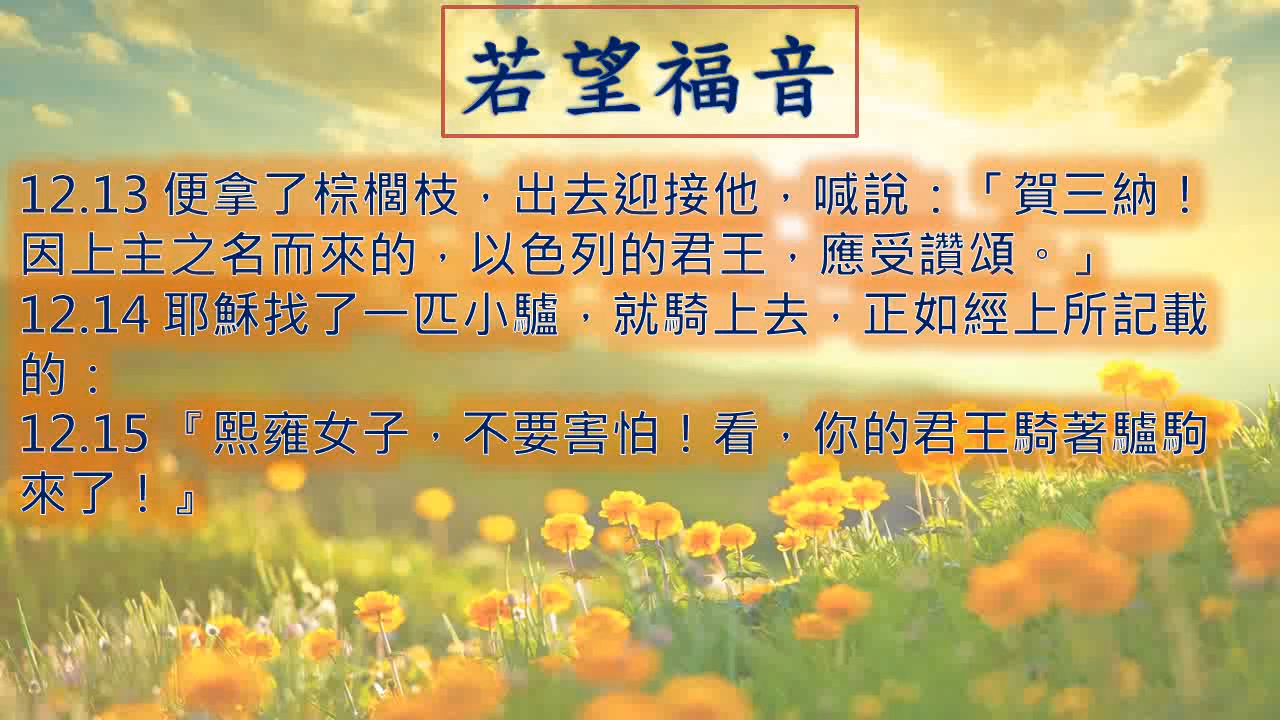 若望福音
12.13 便拿了棕櫚枝，出去迎接他，喊說：「賀三納！
因上主之名而來的，以色列的君王，應受讚頌。」
12.14 耶穌找了一匹小驢，就騎上去，正如經上所記載
的：
12.15 『熙雍女子，不要害怕！看，你的君王騎著驢駒
來了！』